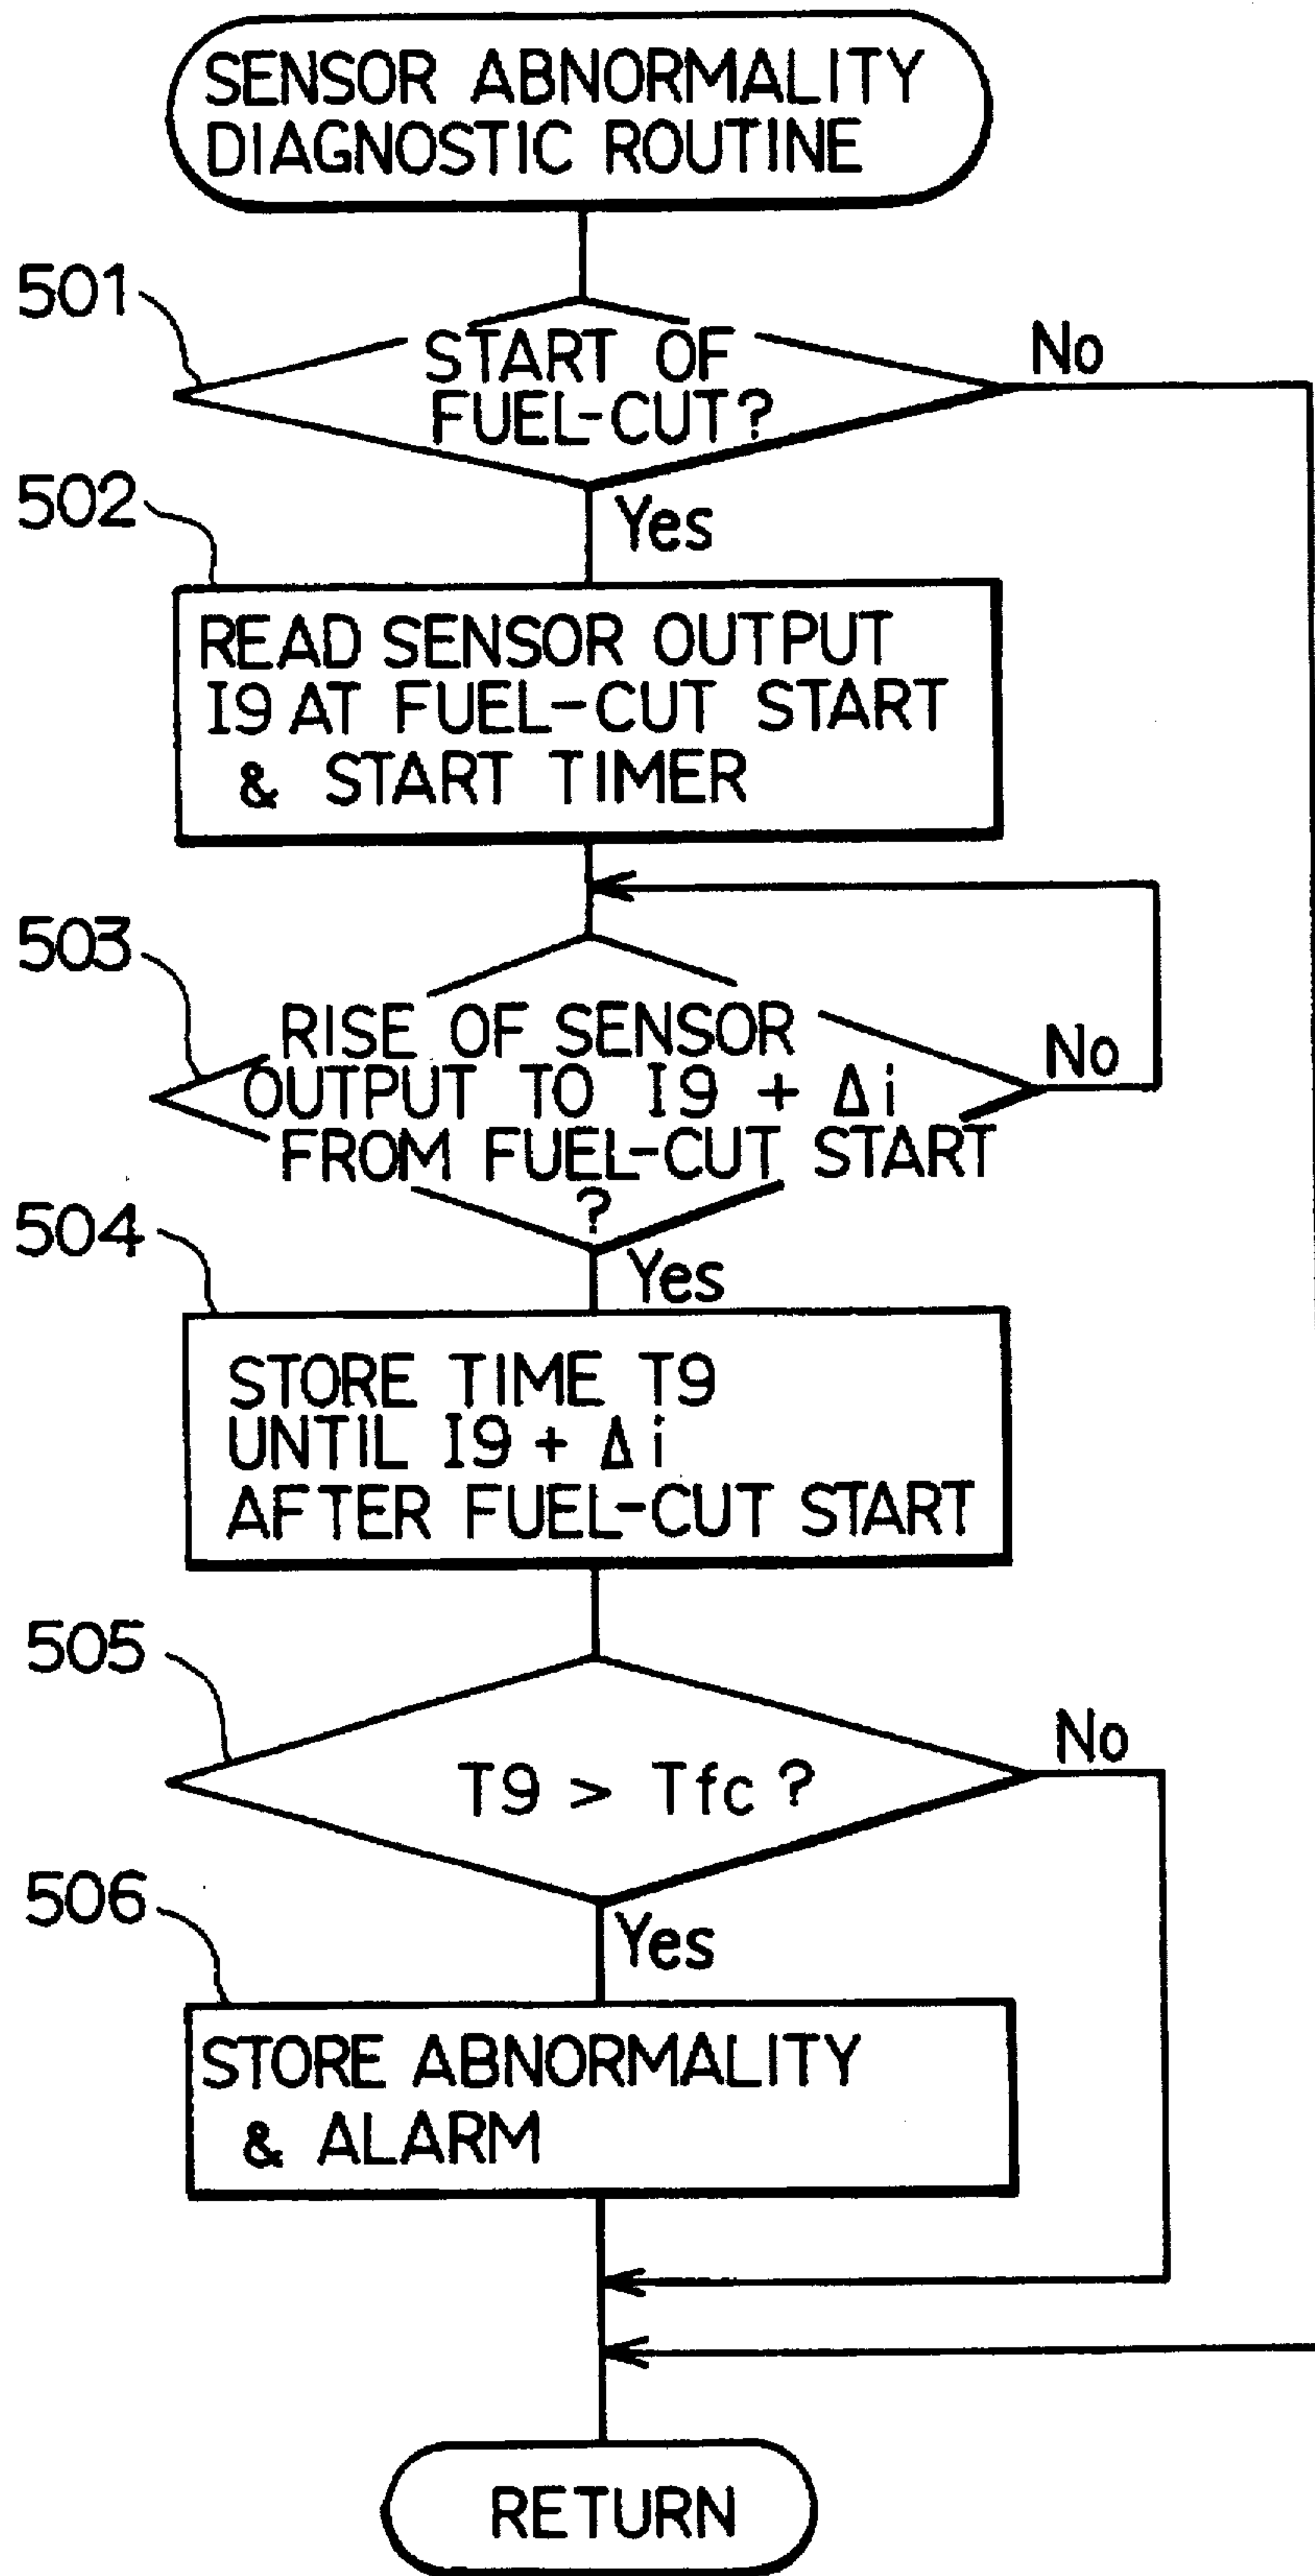 SENSOR ABNORMALITY
DIAGNOSTIC ROUTINE
501
START OF
FUEL-CUT?
No
Yes
502
READ SENSOR OUTPUT
I9 AT FUEL-CUT START
& START TIMER
503
RISE OF SENSOR
OUTPUT TO I9 + Δi
FROM FUEL-CUT START
?
No
Yes
504
STORE TIME T9
UNTIL I9 + Δi
AFTER FUEL-CUT START
505
T9 > Tfc ?
No
Yes
506
STORE ABNORMALITY
& ALARM
RETURN